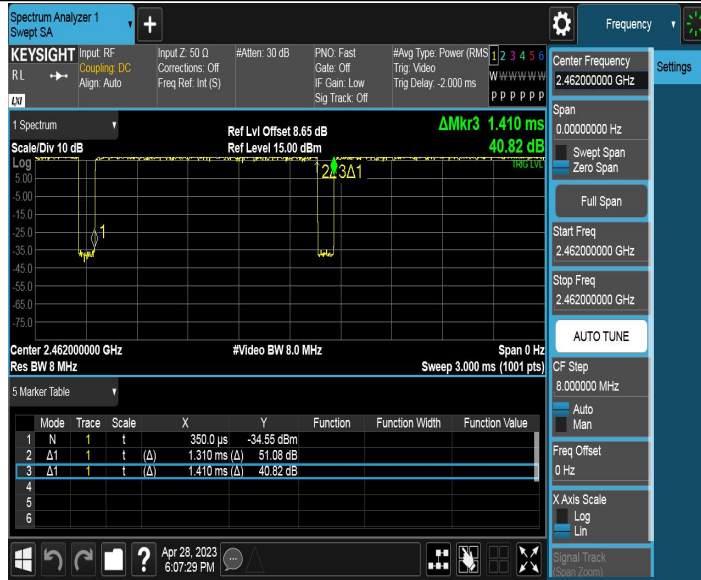 Spectrum Analyzer 1
Swept SA
+
Frequency
KEYSIGHT Input: RF Input Z: 50 Ω #Atten: 30 dB PNO: Fast #Avg Type: Power (RMS 1 2 3 4 5 6
RL Coupling: DC Corrections: Off Gate: Off Trig: Video W W W W W W
Align: Auto Freq Ref: Int (S) IF Gain: Low Trig Delay: -2.000 ms
Sig Track: Off P P P P P P
LXI
1 Spectrum
Ref Lvl Offset 8.65 dB ΔMkr3 1.410 ms
Scale/Div 10 dB Ref Level 15.00 dBm 40.82 dB
Log
TRIG LVL
5.00
-5.00
-15.0
-25.0
-35.0
-45.0
-55.0
-65.0
-75.0
1
3Δ1
Center 2.462000000 GHz #Video BW 8.0 MHz Span 0 Hz
Res BW 8 MHz Sweep 3.000 ms (1001 pts)
5 Marker Table
Mode Trace Scale X Y Function Function Width Function Value
1 N 1 t 350.0 µs -34.55 dBm
2 Δ1 1 t (Δ) 1.310 ms (Δ) 51.08 dB
3 Δ1 1 t (Δ) 1.410 ms (Δ) 40.82 dB
4
5
6
Apr 28, 2023
6:07:29 PM
?
Settings
Center Frequency
2.462000000 GHz
Span
0.00000000 Hz
Swept Span
Zero Span
Full Span
Start Freq
2.462000000 GHz
Stop Freq
2.462000000 GHz
AUTO TUNE
CF Step
8.000000 MHz
Auto
Man
Freq Offset
0 Hz
X Axis Scale
Log
Lin
Signal Track
(Span Zoom)